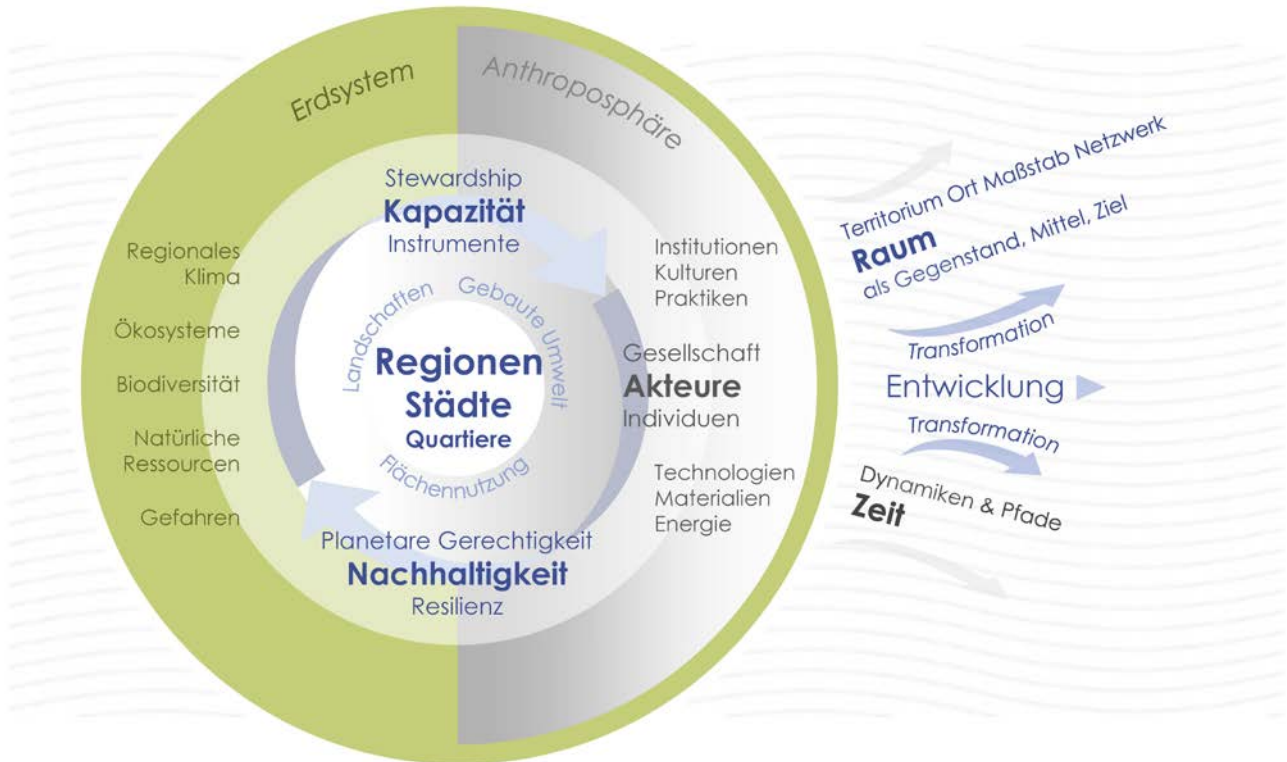 Erdsystem
Anthroposphäre
Stewardship
Kapazität
Instrumente
Regionales
Klima
Ökosysteme
Biodiversität
Natürliche
Ressourcen
Gefahren
Landschaften
Gebaute Umwelt
Flächennutzung
Regionen
Städte
Quartiere
Planetare Gerechtigkeit
Nachhaltigkeit
Resilienz
Institutionen
Kulturen
Praktiken
Gesellschaft
Akteure
Individuen
Technologien
Materialien
Energie
Territorium Ort Maßstab Netzwerk
Raum
als Gegenstand, Mittel, Ziel
Transformation
Entwicklung
Transformation
Dynamiken & Pfade
Zeit